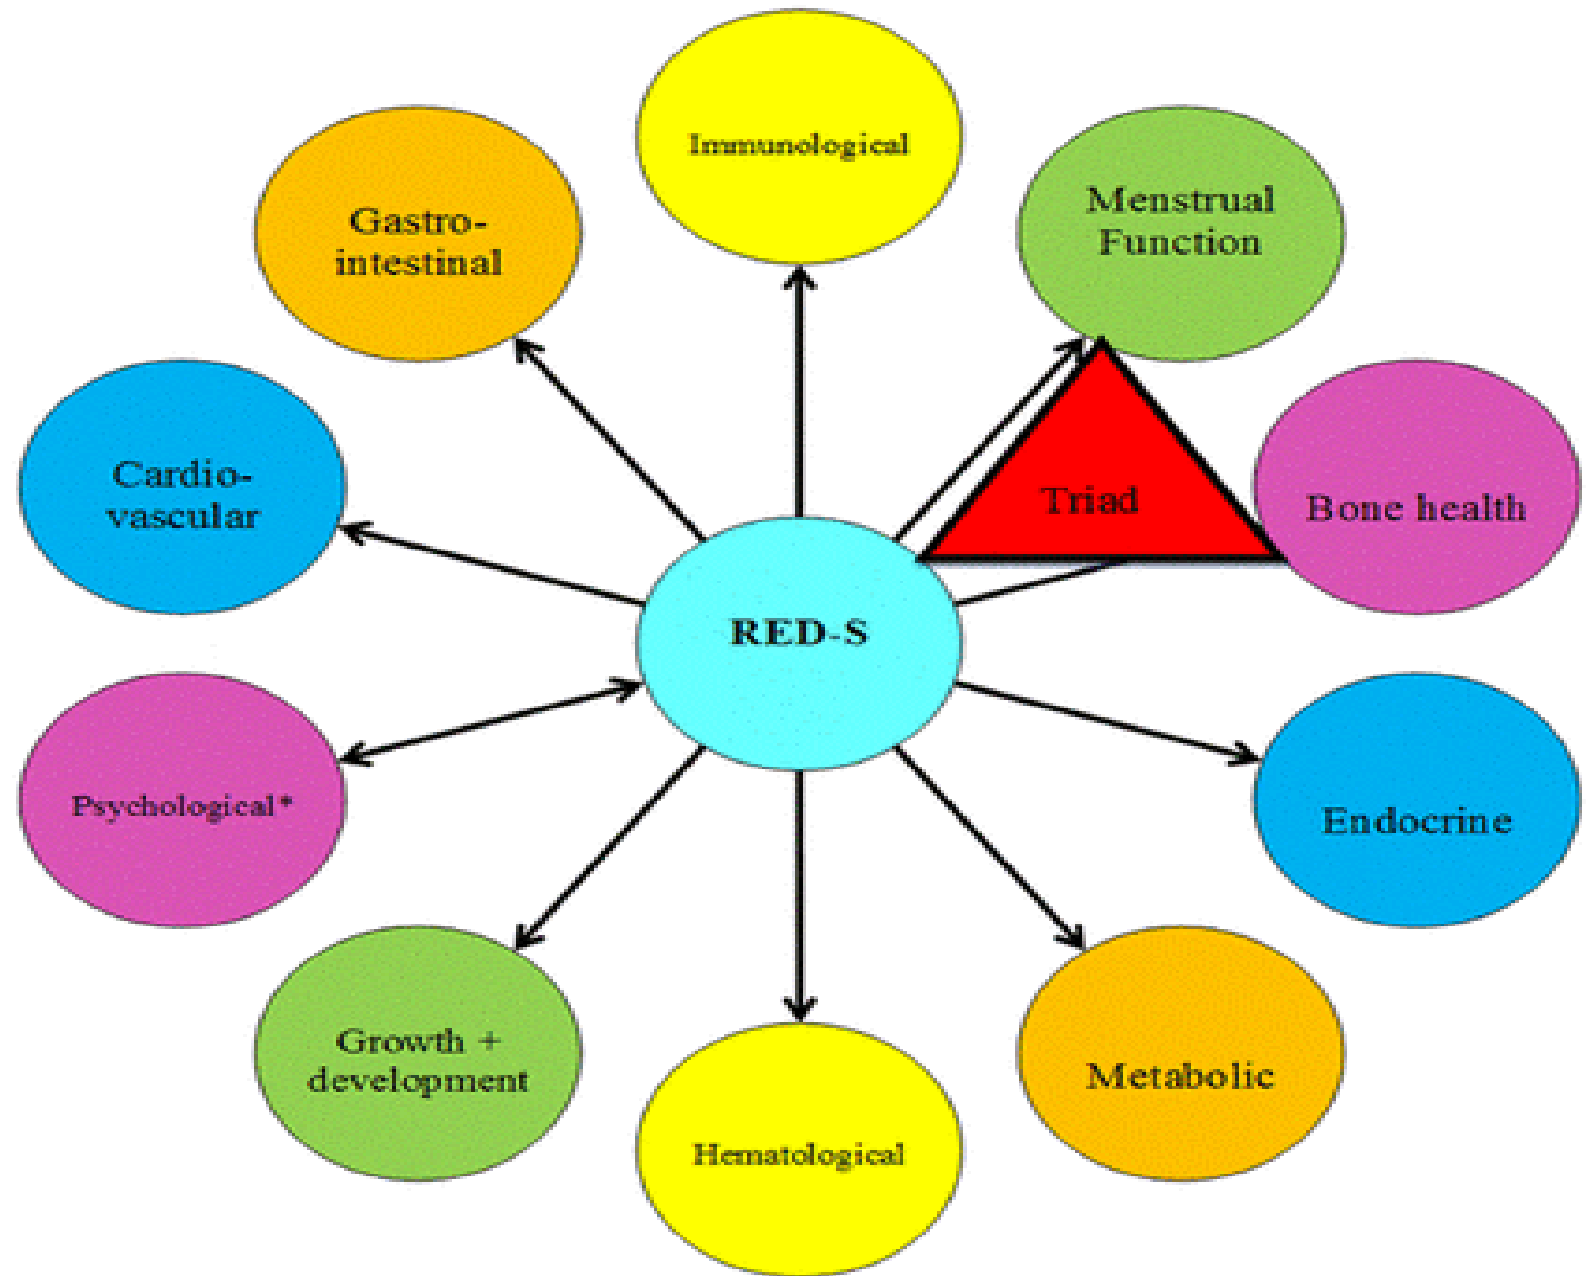 Immunological
Menstrual
Function
Gastro-
intestinal
Cardio-
vascular
Triad
Bone health
RED-S
Psychological*
Endocrine
Growth +
development
Metabolic
Hematological